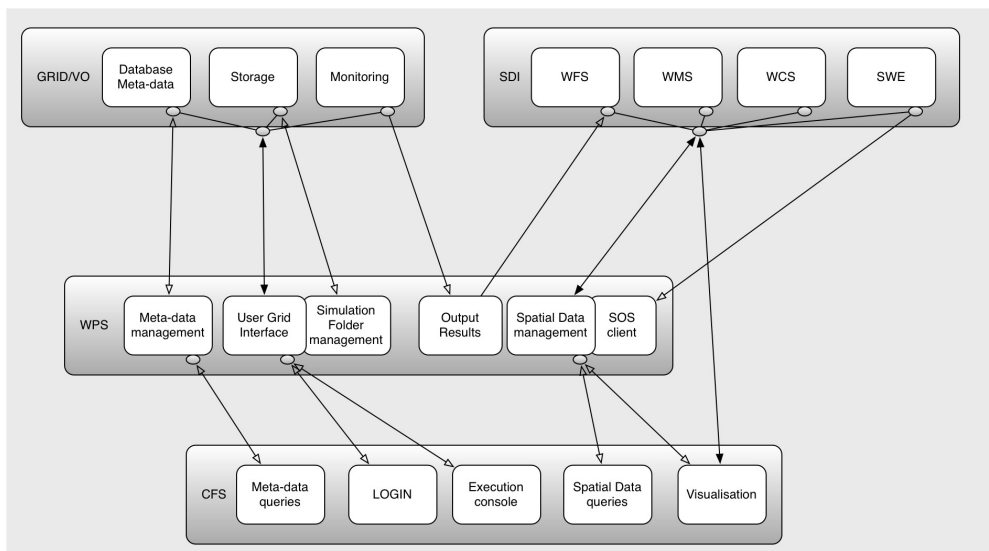 GRID/VO
Database
Meta-data
Storage
Monitoring
SDI
WFS
WMS
WCS
SWE
WPS
Meta-data
management
User Grid
Interface
Simulation
Folder
management
Output
Results
Spatial Data
management
SOS
client
CFS
Meta-data
queries
LOGIN
Execution
console
Spatial Data
queries
Visualisation